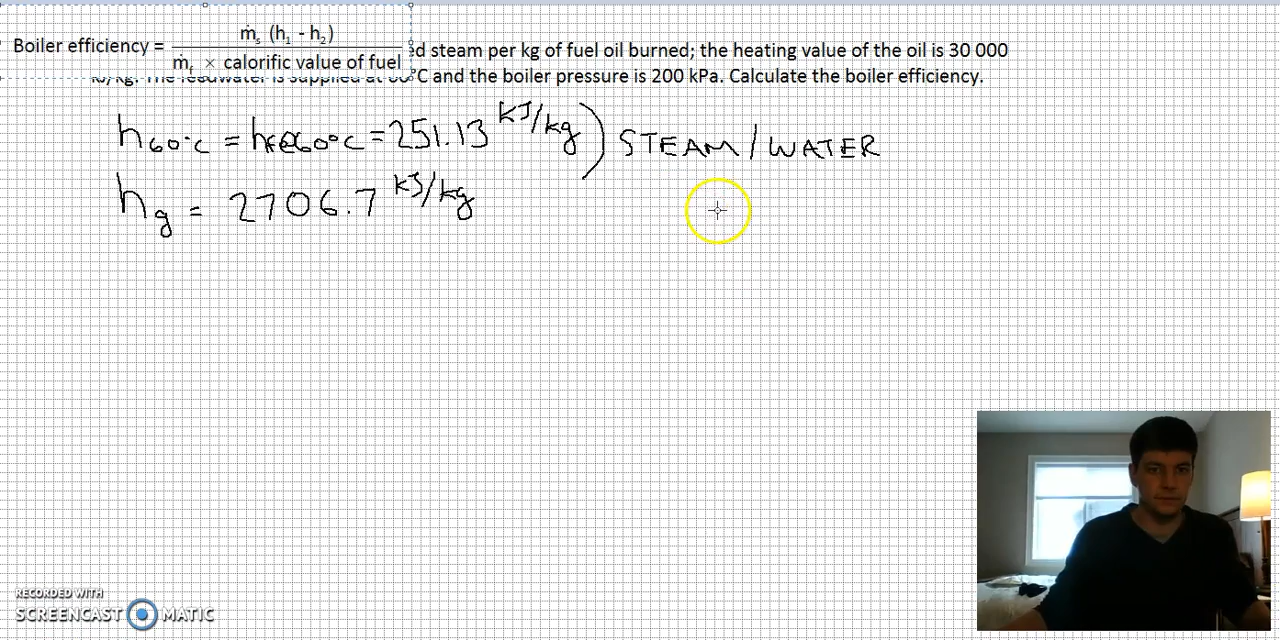 Boiler efficiency = ṁs (h1 - h2)
ṁf × calorific value of fuel
d steam per kg of fuel oil burned; the heating value of the oil is 30 000
°C and the boiler pressure is 200 kPa. Calculate the boiler efficiency.
h60°C = hf@60°C = 251.13 kJ/kg ) STEAM / WATER
hg = 2706.7 kJ/kg
RECORDED WITH
SCREENCAST MATIC